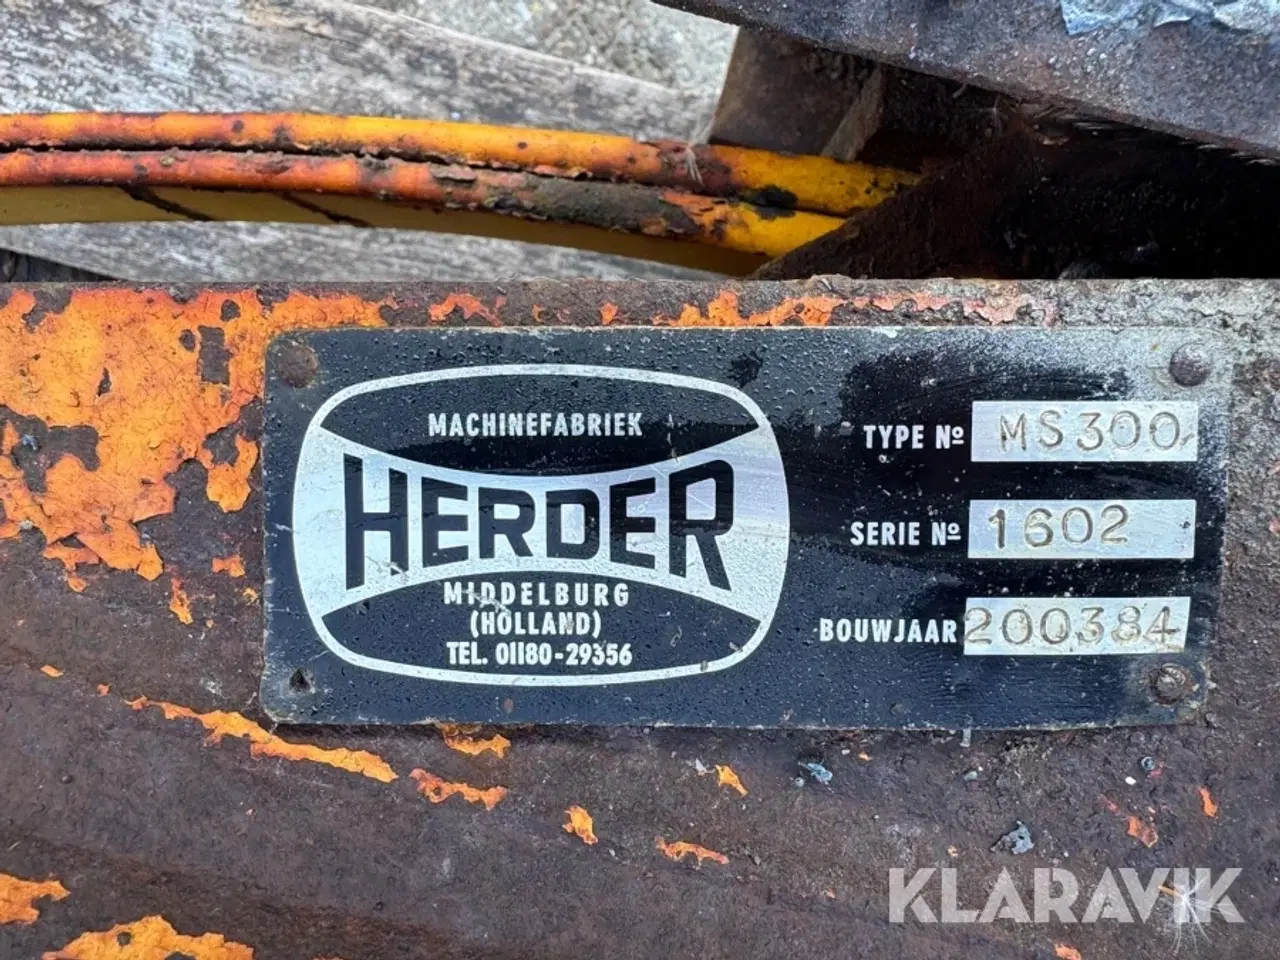 MACHINEFABRIEK
HERDER
MIDDELBURG
(HOLLAND)
TEL. 01180-29356
TYPE Nº MS300
SERIE Nº 1602
BOUWJAAR 200384
KLARAVIK